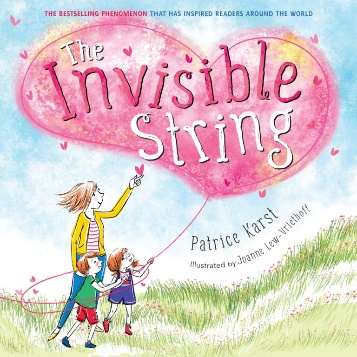 THE BESTSELLING PHENOMENON THAT HAS INSPIRED READERS AROUND THE WORLD
The
Invisible
String
Patrice Karst
Illustrated by Joanne Lew-Vriethoff